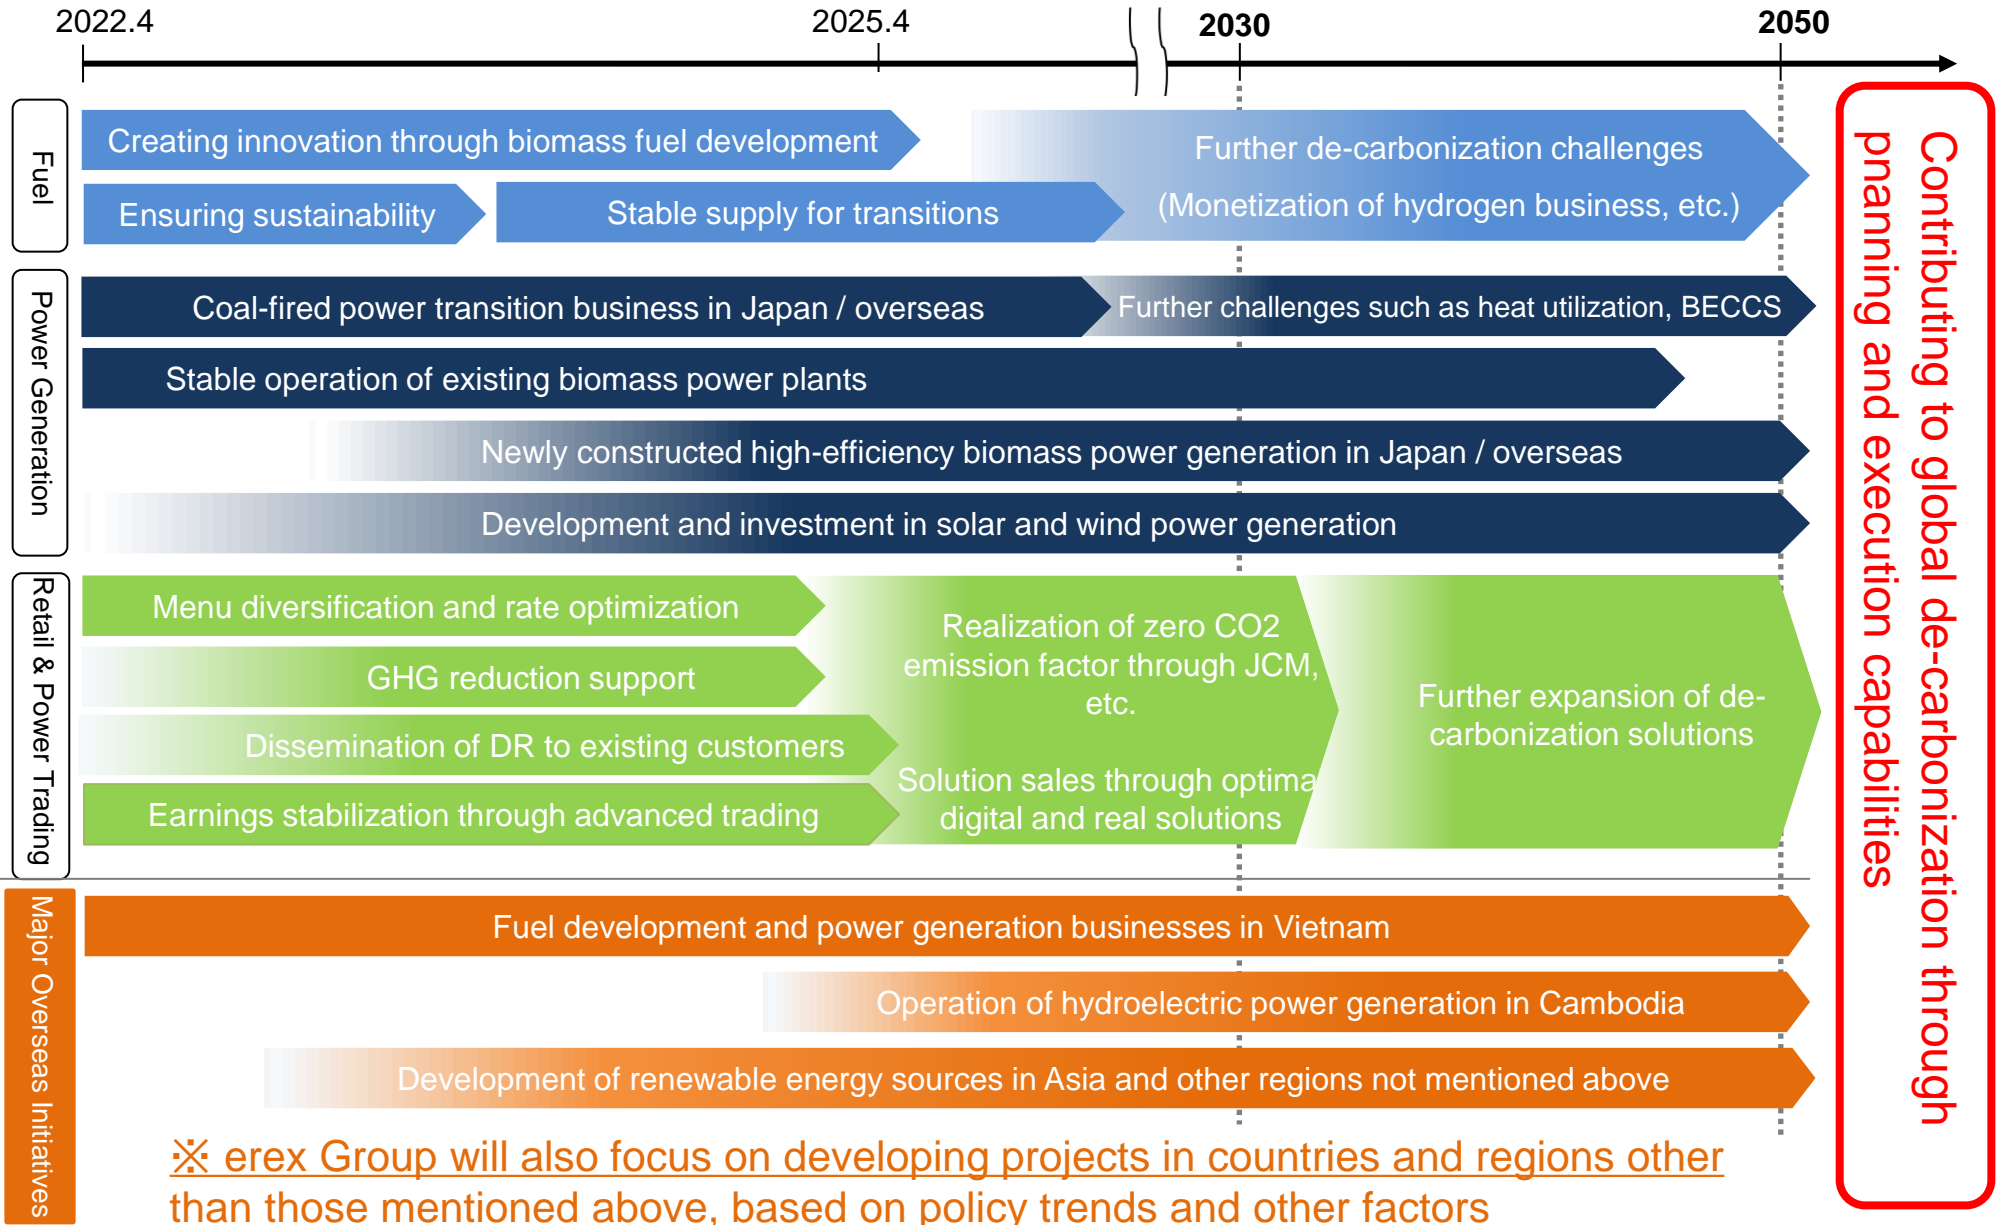 2022.4
2025.4
2030
2050
Fuel
Creating innovation through biomass fuel development
Ensuring sustainability
Stable supply for transitions
Further de-carbonization challenges
(Monetization of hydrogen business, etc.)
Power Generation
Coal-fired power transition business in Japan / overseas
Further challenges such as heat utilization, BECCS
Stable operation of existing biomass power plants
Newly constructed high-efficiency biomass power generation in Japan / overseas
Development and investment in solar and wind power generation
Retail & Power Trading
Menu diversification and rate optimization
GHG reduction support
Dissemination of DR to existing customers
Earnings stabilization through advanced trading
Realization of zero CO2
emission factor through JCM,
etc.
Solution sales through optima
digital and real solutions
Further expansion of de-
carbonization solutions
Major Overseas Initiatives
Fuel development and power generation businesses in Vietnam
Operation of hydroelectric power generation in Cambodia
Development of renewable energy sources in Asia and other regions not mentioned above
※ erex Group will also focus on developing projects in countries and regions other
than those mentioned above, based on policy trends and other factors
Contributing to global de-carbonization through
pnanning and execution capabilities